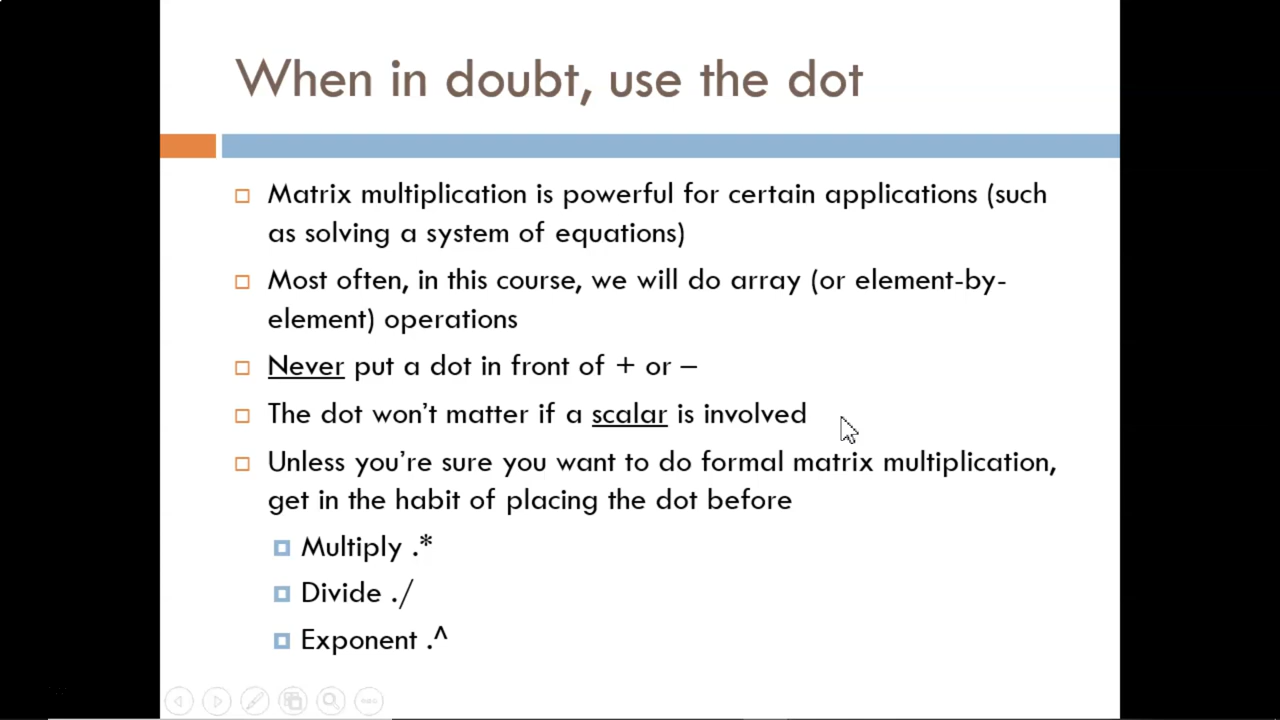 When in doubt, use the dot
Matrix multiplication is powerful for certain applications (such
as solving a system of equations)
Most often, in this course, we will do array (or element-by-
element) operations
Never put a dot in front of + or –
The dot won't matter if a scalar is involved
Unless you're sure you want to do formal matrix multiplication,
get in the habit of placing the dot before
Multiply .*
Divide ./
Exponent .^